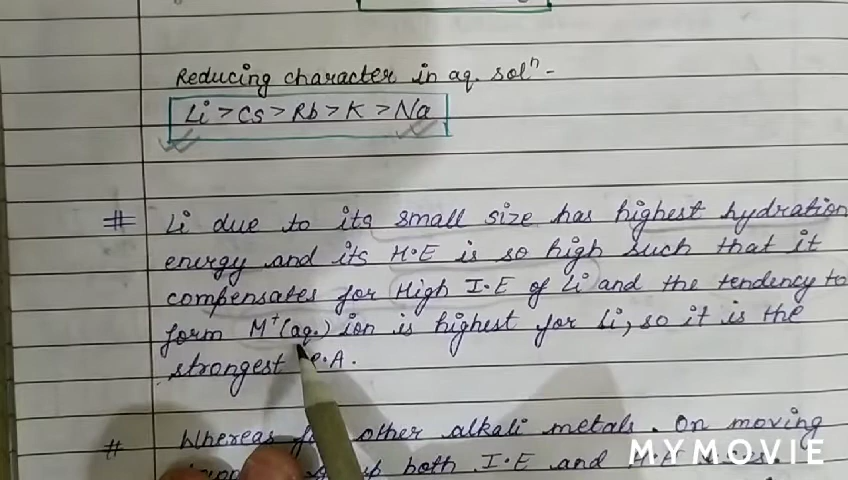 Reducing character in aq. solⁿ -
Li > Cs > Rb > K > Na
# Li due to its small size has highest hydration
energy and its H.E is so high such that it
compensates for High I.E of Li and the tendency to
form M⁺(aq.) ion is highest for Li, so it is the
strongest .A.
# Whereas other alkali metals. On moving
both I.E and
MYMOVIE